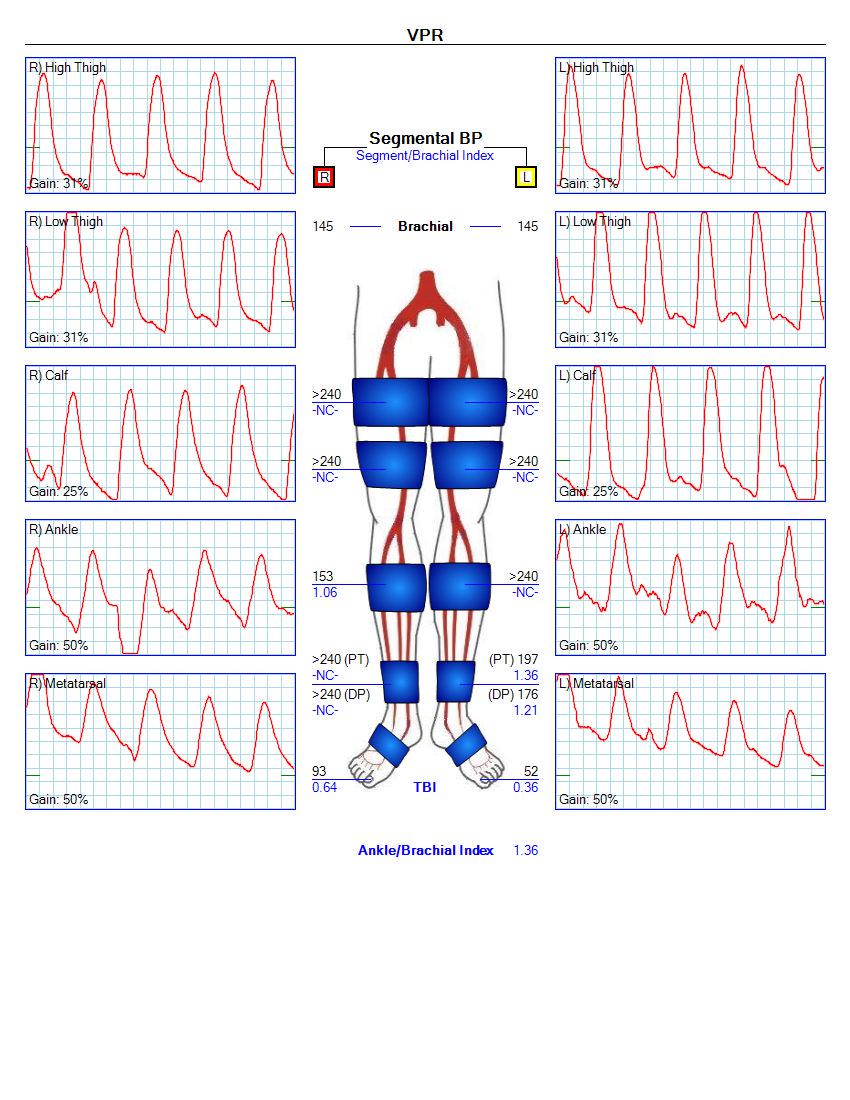 VPR
R) High Thigh
Gain: 31%
L) High Thigh
Gain: 31%
Segmental BP
Segment/Brachial Index
R
L
145 Brachial 145
R) Low Thigh
Gain: 31%
L) Low Thigh
Gain: 31%
>240 >240
-NC- -NC-
R) Calf
Gain: 25%
L) Calf
Gain: 25%
>240 >240
-NC- -NC-
R) Ankle
Gain: 50%
L) Ankle
Gain: 50%
153 >240
1.06 -NC-
>240 (PT) (PT) 197
-NC- 1.36
>240 (DP) (DP) 176
-NC- 1.21
R) Metatarsal
Gain: 50%
L) Metatarsal
Gain: 50%
93 52
0.64 TBI 0.36
Ankle/Brachial Index 1.36